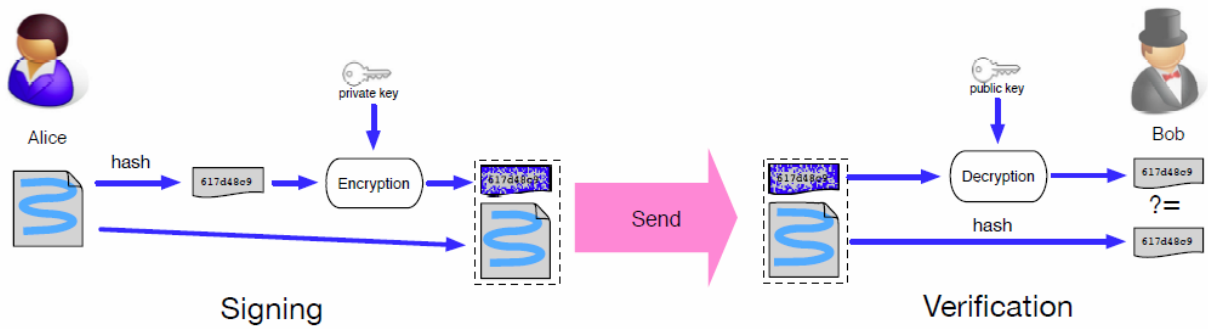 Alice
hash
617d48c9
private key
Encryption
617d48c9
Signing
Send
617d48c9
public key
Decryption
hash
Bob
617d48c9
?=
617d48c9
Verification